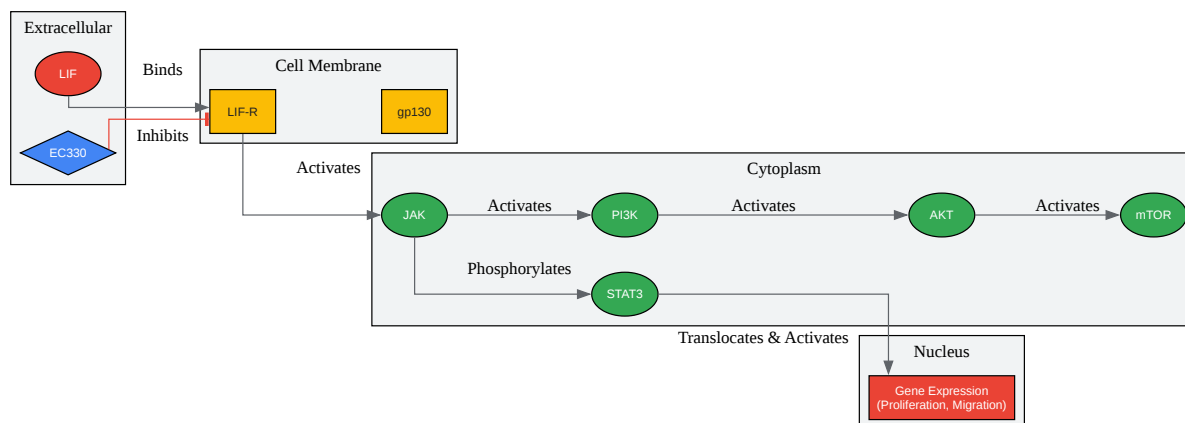 Extracellular
LIF
Binds
Cell Membrane
LIF-R
gp130
EC330
Inhibits
Activates
Cytoplasm
JAK
Activates
PI3K
Activates
AKT
Activates
mTOR
Phosphorylates
STAT3
Translocates & Activates
Nucleus
Gene Expression
(Proliferation, Migration)